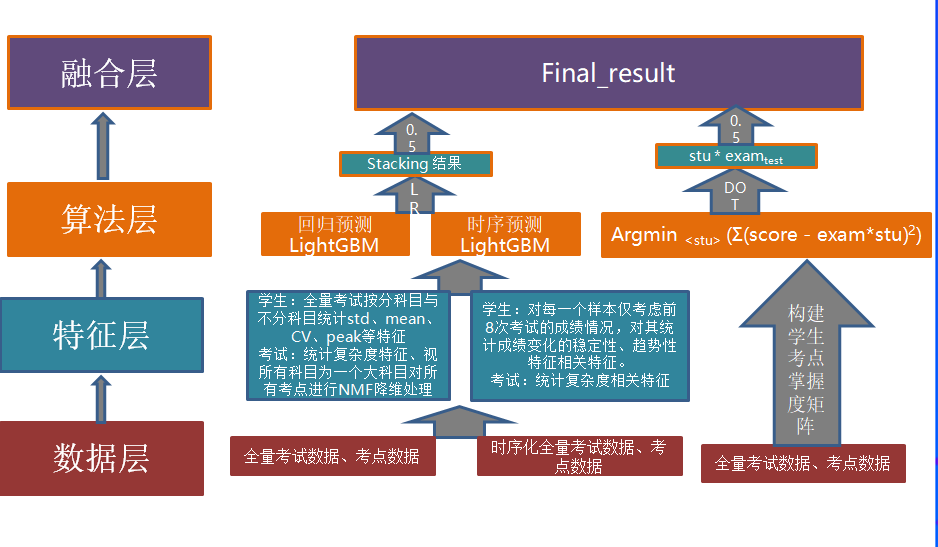 融合层
Final_result
0.
5
0.
5
Stacking 结果
stu * examtest
L
R
DO
T
算法层
回归预测
LightGBM
时序预测
LightGBM
Argmin <stu> (Σ(score - exam*stu)2)
特征层
学生：全量考试按分科目与
不分科目统计std、mean、
CV、peak等特征
考试：统计复杂度特征、视
所有科目为一个大科目对所
有考点进行NMF降维处理
学生：对每一个样本仅考虑前
8次考试的成绩情况，对其统
计成绩变化的稳定性、趋势性
特征相关特征。
考试：统计复杂度相关特征
构建
学生
考点
掌握
度矩
阵
数据层
全量考试数据、考点数据
时序化全量考试数据、考
点数据
全量考试数据、考点数据